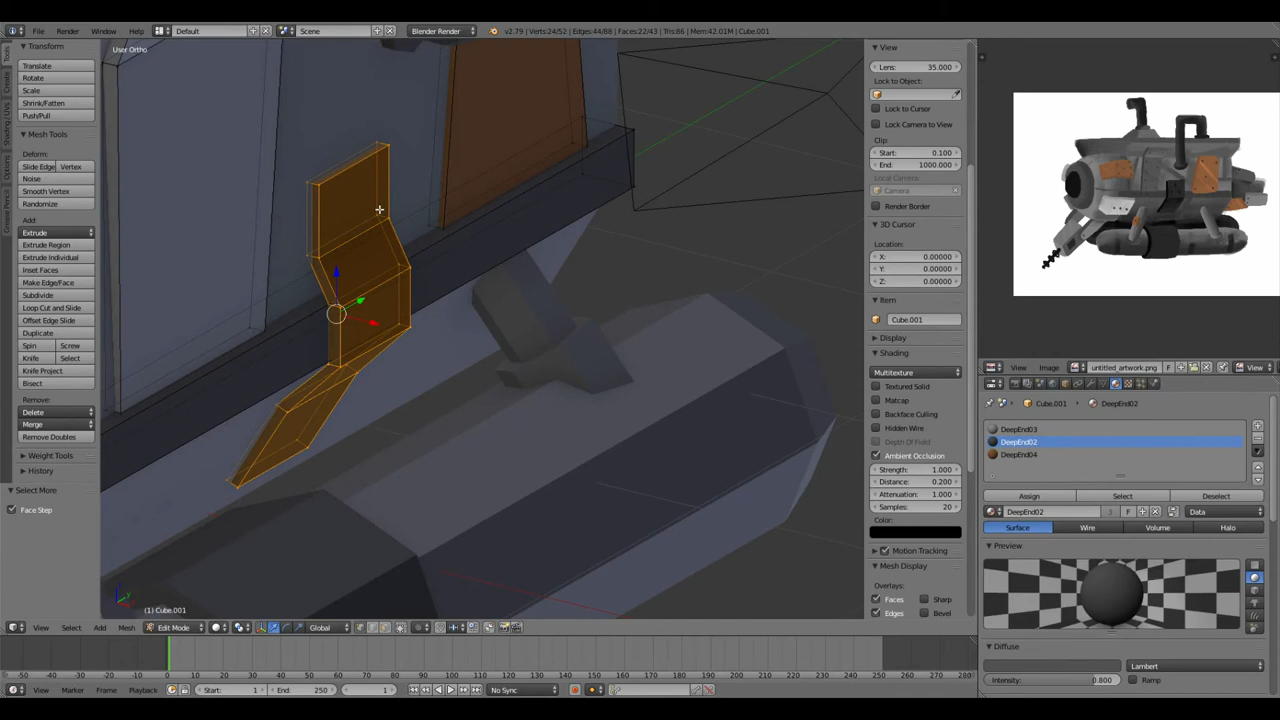 File Render Window Help Default Scene Blender Render v2.79 | Verts:24/52 | Edges:44/88 | Faces:22/43 | Tris:86 | Mem:42.01M | Cube.001
Transform
Translate
Rotate
Scale
Shrink/Fatten
Push/Pull
Mesh Tools
Deform:
Slide Edge Vertex
Noise
Smooth Vertex
Randomize
Add:
Extrude
Extrude Region
Extrude Individual
Inset Faces
Make Edge/Face
Subdivide
Loop Cut and Slide
Offset Edge Slide
Duplicate
Spin Screw
Knife Select
Knife Project
Bisect
Remove:
Delete
Merge
Remove Doubles
Weight Tools
History
Select More
Face Step
Tools
Create
Shading / UVs
Options
Grease Pencil
User Ortho
(1) Cube.001
View Select Add Mesh Edit Mode Global
View
Lens: 35.000
Lock to Object:
Lock to Cursor
Lock Camera to View
Clip:
Start: 0.100
End: 1000.000
Local Camera:
Camera
Render Border
3D Cursor
Location:
X: 0.00000
Y: 0.00000
Z: 0.00000
Item
Cube.001
Display
Shading
Multitexture
Textured Solid
Matcap
Backface Culling
Hidden Wire
Depth Of Field
Ambient Occlusion
Strength: 1.000
Distance: 0.200
Attenuation: 1.000
Samples: 20
Color:
Motion Tracking
Mesh Display
Overlays:
Faces Sharp
Edges Bevel
View Image untitled_artwork.png F View
Cube.001 DeepEnd02
DeepEnd03
DeepEnd02
DeepEnd04
Assign Select Deselect
DeepEnd02 3 F Data
Surface Wire Volume Halo
Preview
Diffuse
Lambert
Intensity: 0.800 Ramp
-50 -40 -30 -20 -10 0 10 20 30 40 50 60 70 80 90 100 110 120 130 140 150 160 170 180 190 200 210 220 230 240 250 260 270 280
View Marker Frame Playback Start: 1 End: 250 1 No Sync